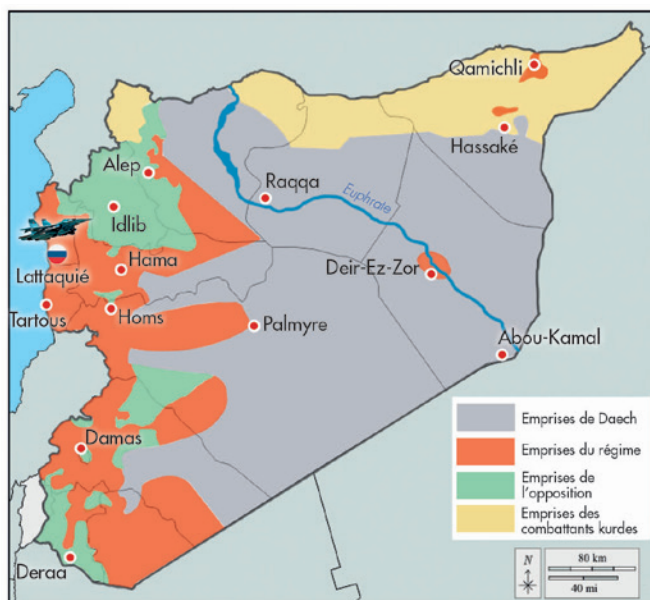 Qamichli
Hassaké
Alep
Raqqa
Idlib
Euphrate
Hama
Lattaquié
Deir-Ez-Zor
Tartous
Homs
Palmyre
Abou-Kamal
Damas
Deraa
Emprises de Daech
Emprises du régime
Emprises de
l'opposition
Emprises des
combattants kurdes
N
80 km
40 mi